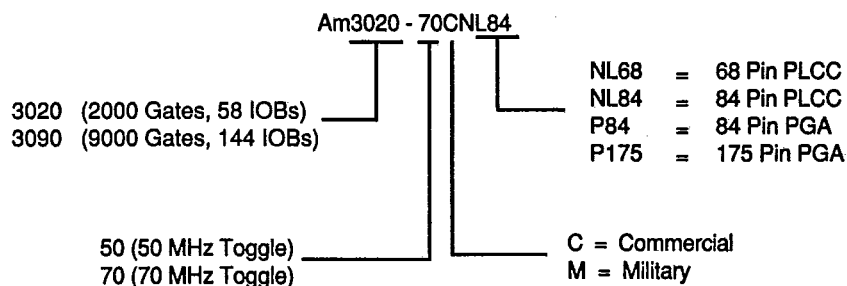 Am3020 - 70CNL84
3020 (2000 Gates, 58 IOBs)
3090 (9000 Gates, 144 IOBs)
NL68 = 68 Pin PLCC
NL84 = 84 Pin PLCC
P84 = 84 Pin PGA
P175 = 175 Pin PGA
50 (50 MHz Toggle)
70 (70 MHz Toggle)
C = Commercial
M = Military